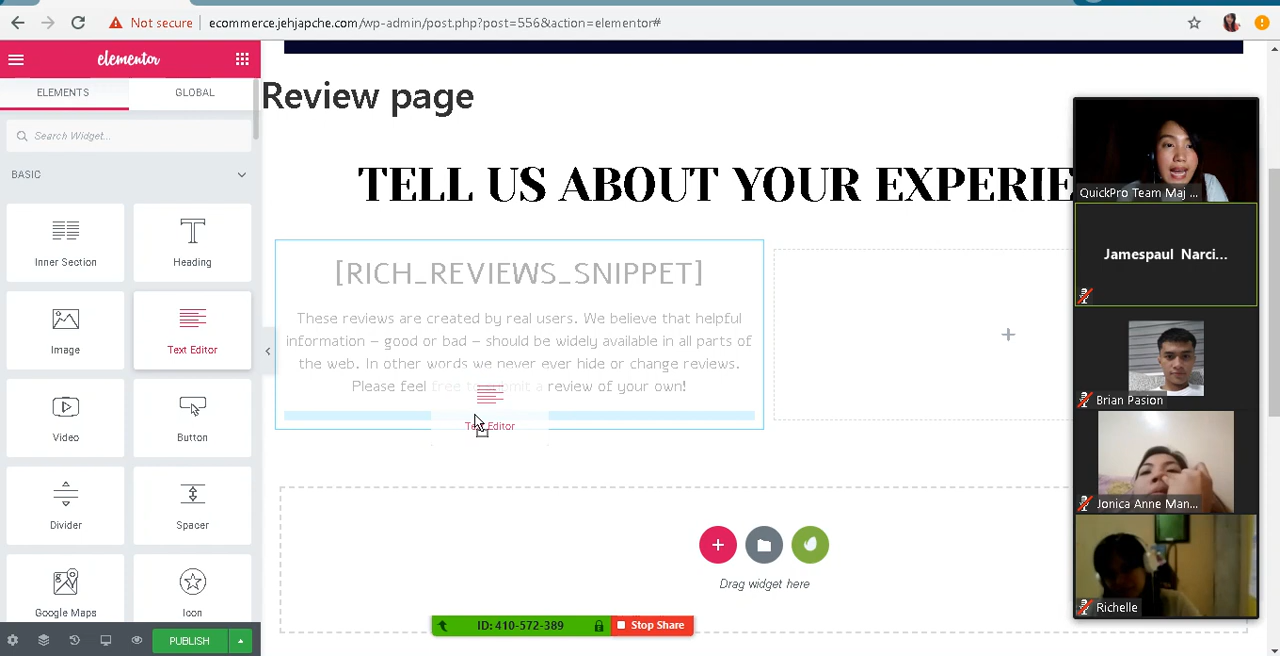 Not secure
ecommerce.jehjapche.com/wp-admin/post.php?post=556&action=elementor#
elementor
ELEMENTS
GLOBAL
Search Widget...
BASIC
Inner Section
Heading
Image
Text Editor
Video
Button
Divider
Spacer
Google Maps
Icon
PUBLISH
Review page
TELL US ABOUT YOUR EXPERIE
[RICH_REVIEWS_SNIPPET]
These reviews are created by real users. We believe that helpful
information – good or bad – should be widely available in all parts of
the web. In other words we never ever hide or change reviews.
Please feel free to submit a review of your own!
Text Editor
Drag widget here
ID: 410-572-389
Stop Share
QuickPro Team Maj ...
Jamespaul Narci...
Brian Pasion
Jonica Anne Man...
Richelle